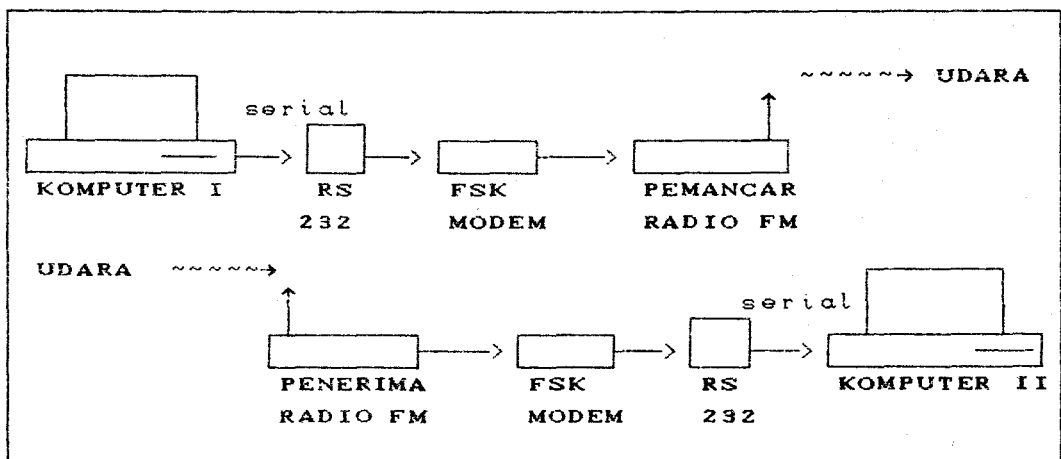 ~~~~~→ UDARA
serial
KOMPUTER I RS FSK PEMANCAR
232 MODEM RADIO FM
UDARA ~~~~~→
serial
PENERIMA FSK RS KOMPUTER II
RADIO FM MODEM 232